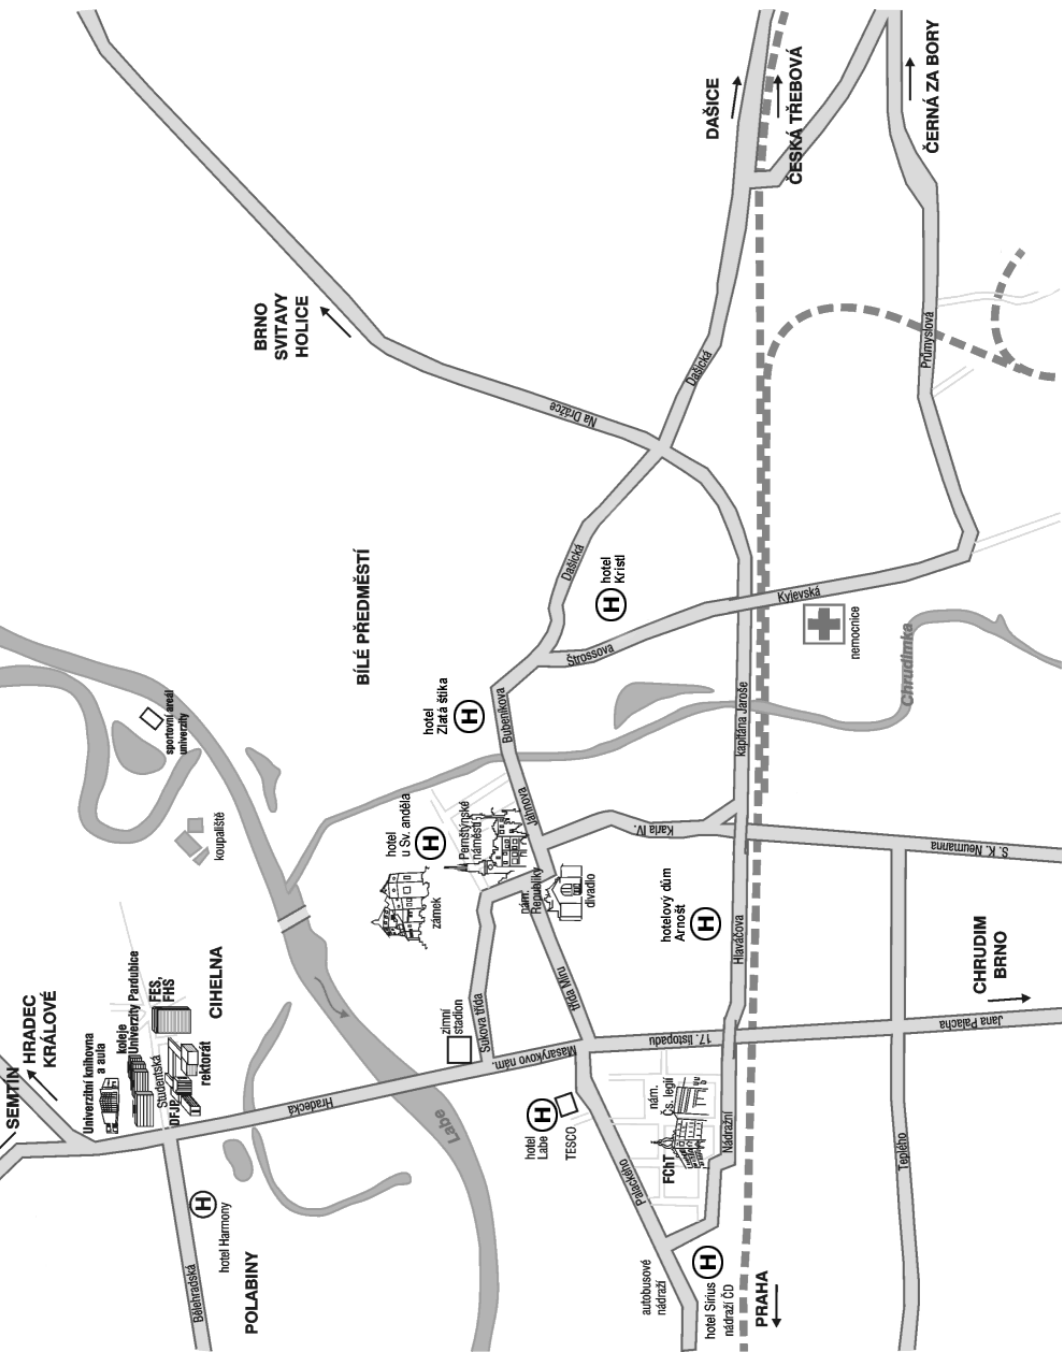 SEMTÍN
HRADEC
KRÁLOVÉ
Univerzitní knihovna
a aula
koleje
Univerzity Pardubice
Studentská
DFJP
FES,
FHS
rektorát
CIHELNA
koupaliště
sportovní areál
univerzity
Bělehradská
hotel Harmony
POLABINY
Hradecká
Labe
BÍLÉ PŘEDMĚSTÍ
BRNO
SVITAVY
HOLICE
zámek
hotel
u Sv. anděla
Pernštýnské
náměstí
hotel
Zlatá štika
zimní
stadion
Sukova třída
Masarykovo nám.
nám.
Republiky
Jahnova
Bubeníkova
divadlo
třída Míru
hotel
Labe
TESCO
Palackého
17. listopadu
nám.
Čs. legií
FChT
Nádražní
autobusové
nádraží
hotel Sirius
nádraží ČD
PRAHA
hotelový dům
Arnošt
Hlaváčova
Karla IV.
kapitána Jaroše
Štrossova
hotel
Kristl
Dašická
Na Drážce
Dašická
DAŠICE
ČESKÁ TŘEBOVÁ
ČERNÁ ZA BORY
Průmyslová
Kyjevská
nemocnice
Chrudimka
S. K. Neumanna
CHRUDIM
BRNO
Jana Palacha
Teplého
H
H
H
H
H
H
H